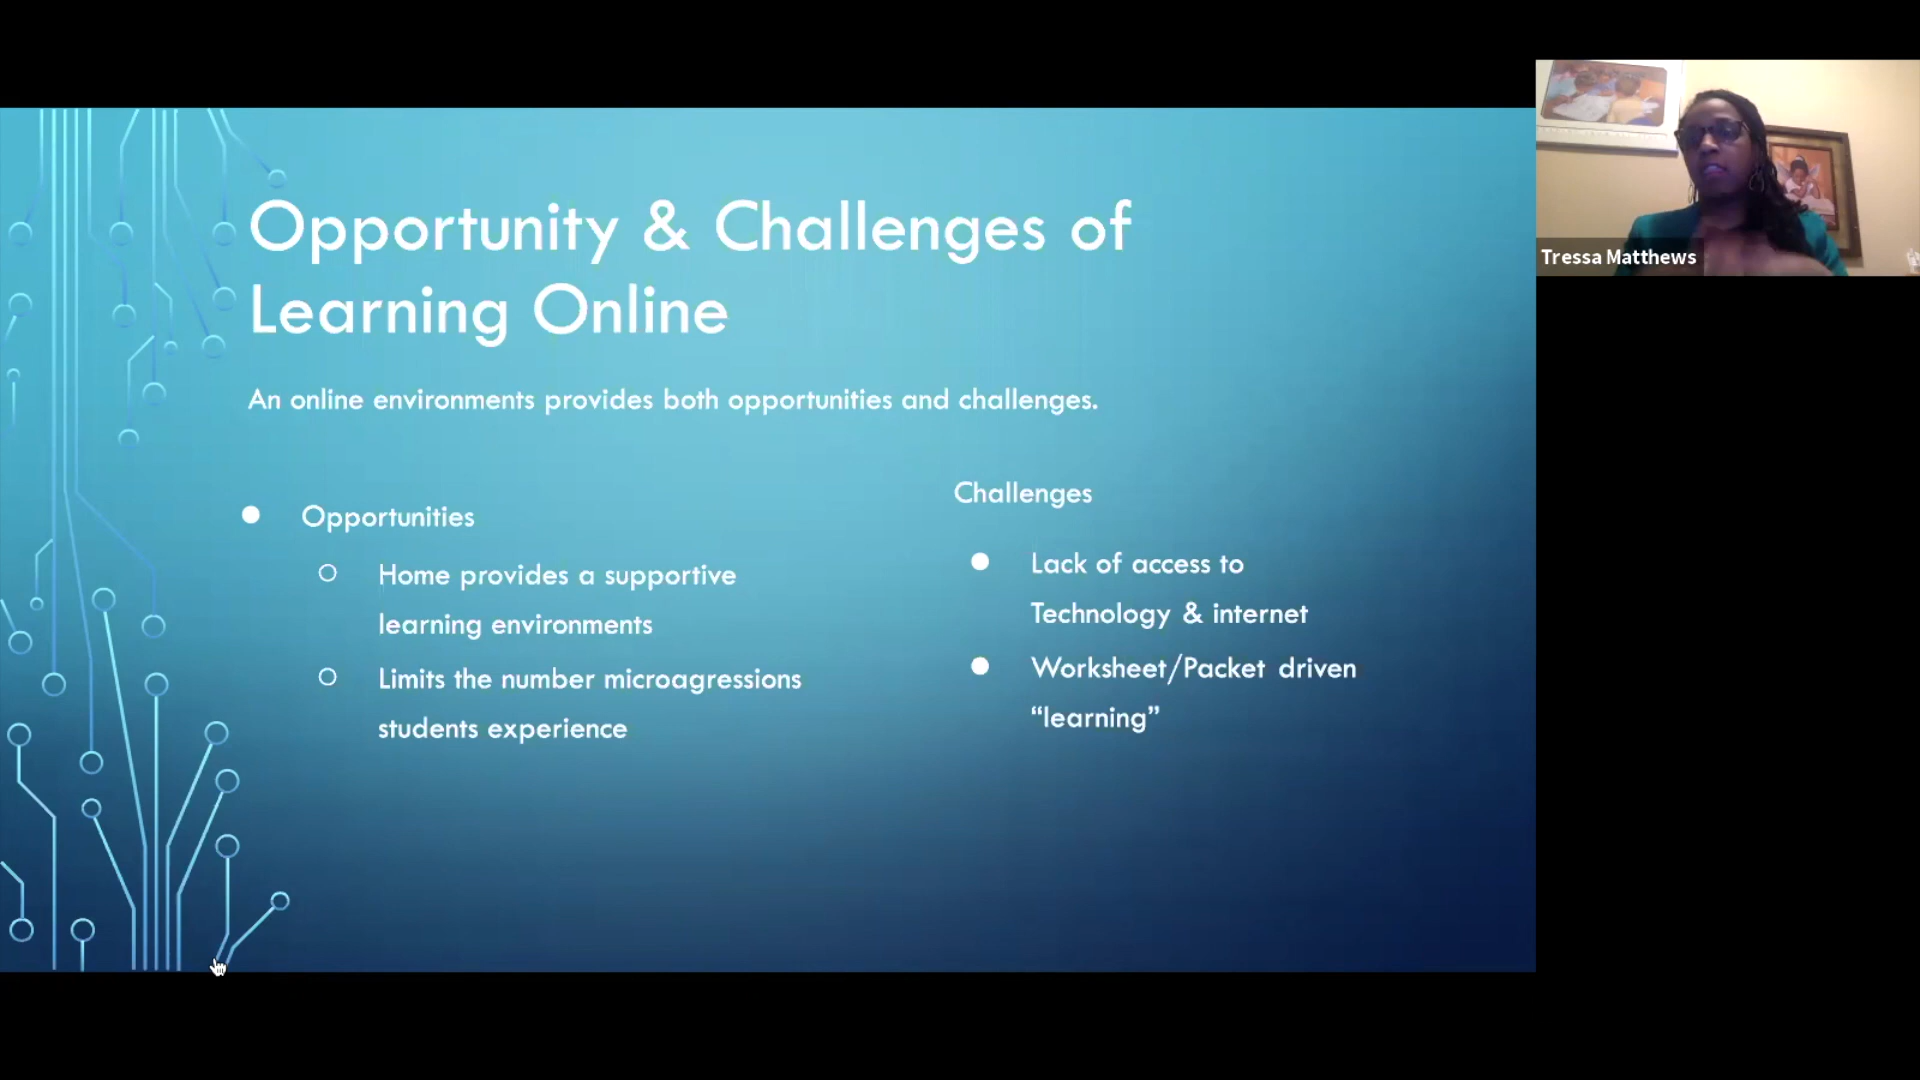 Opportunity & Challenges of
Learning Online
An online environments provides both opportunities and challenges.
Opportunities
Home provides a supportive
learning environments
Limits the number microagressions
students experience
Challenges
Lack of access to
Technology & internet
Worksheet/Packet driven
“learning”
Tressa Matthews